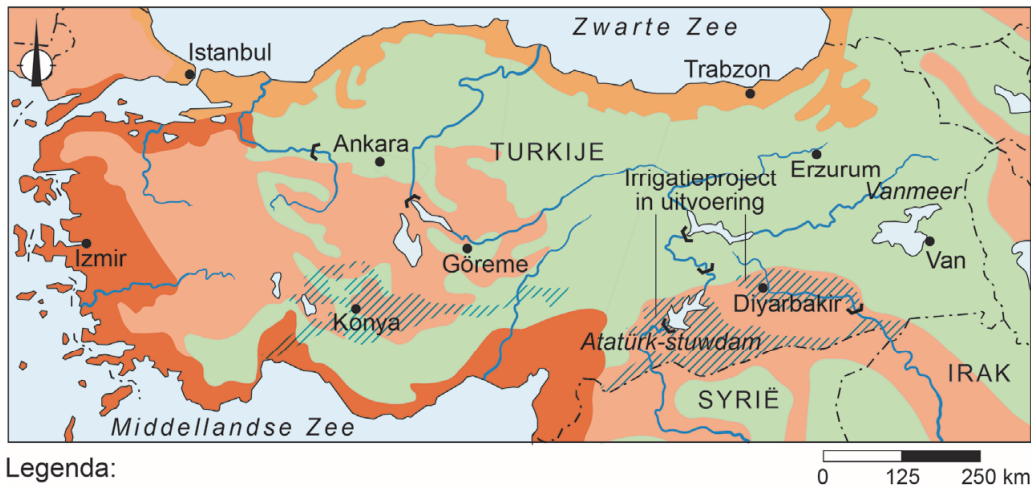 Zwarte Zee
Istanbul
Trabzon
Ankara
TURKIJE
Erzurum
Irrigatieproject
in uitvoering
Vanmeer
Izmir
Göreme
Van
Konya
Diyarbakir
Atatürk-stuwdam
IRAK
SYRIË
Middellandse Zee
Legenda:
0 125 250 km